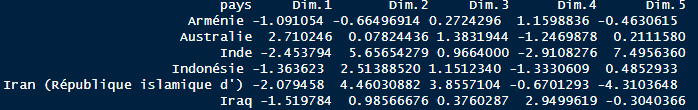 pays Dim.1 Dim.2 Dim.3 Dim.4 Dim.5
Arménie -1.091054 -0.66496914 0.2724296 1.1598836 -0.4630615
Australie 2.710246 0.07824436 1.3831944 -1.2469878 0.2111580
Inde -2.453794 5.65654279 0.9664000 -2.9108276 7.4956360
Indonésie -1.363623 2.51388520 1.1512340 -1.3330609 0.4852933
Iran (République islamique d') -2.079458 4.46030882 3.8557104 -0.6701293 -4.3103648
Iraq -1.519784 0.98566676 0.3760287 2.9499619 -0.3040366